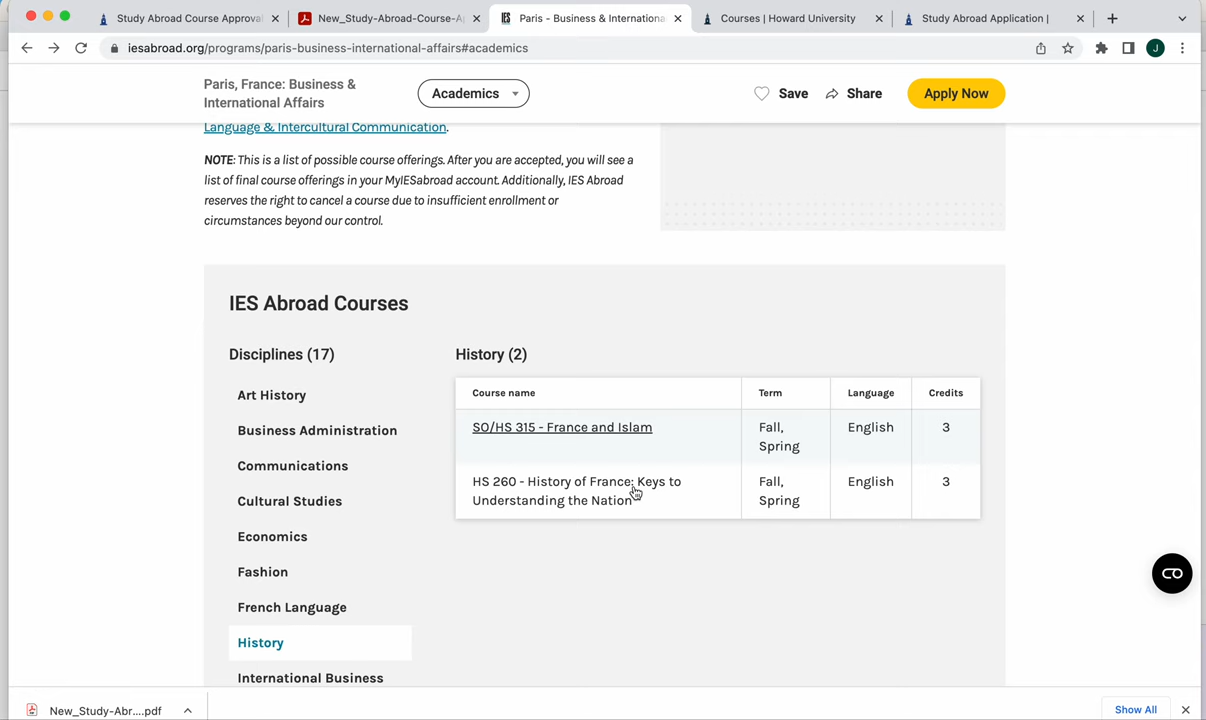 Study Abroad Course Approval
New_Study-Abroad-Course-Ap
Paris - Business & Internationa
Courses | Howard University
Study Abroad Application |
iesabroad.org/programs/paris-business-international-affairs#academics
J
Paris, France: Business &
International Affairs
Academics
Save
Share
Apply Now
Language & Intercultural Communication.
NOTE: This is a list of possible course offerings. After you are accepted, you will see a
list of final course offerings in your MyIESabroad account. Additionally, IES Abroad
reserves the right to cancel a course due to insufficient enrollment or
circumstances beyond our control.
IES Abroad Courses
Disciplines (17)
Art History
Business Administration
Communications
Cultural Studies
Economics
Fashion
French Language
History
International Business
History (2)
Course name Term Language Credits
SO/HS 315 - France and Islam Fall, English 3
Spring
HS 260 - History of France: Keys to Fall, English 3
Understanding the Nation Spring
New_Study-Abr....pdf
Show All